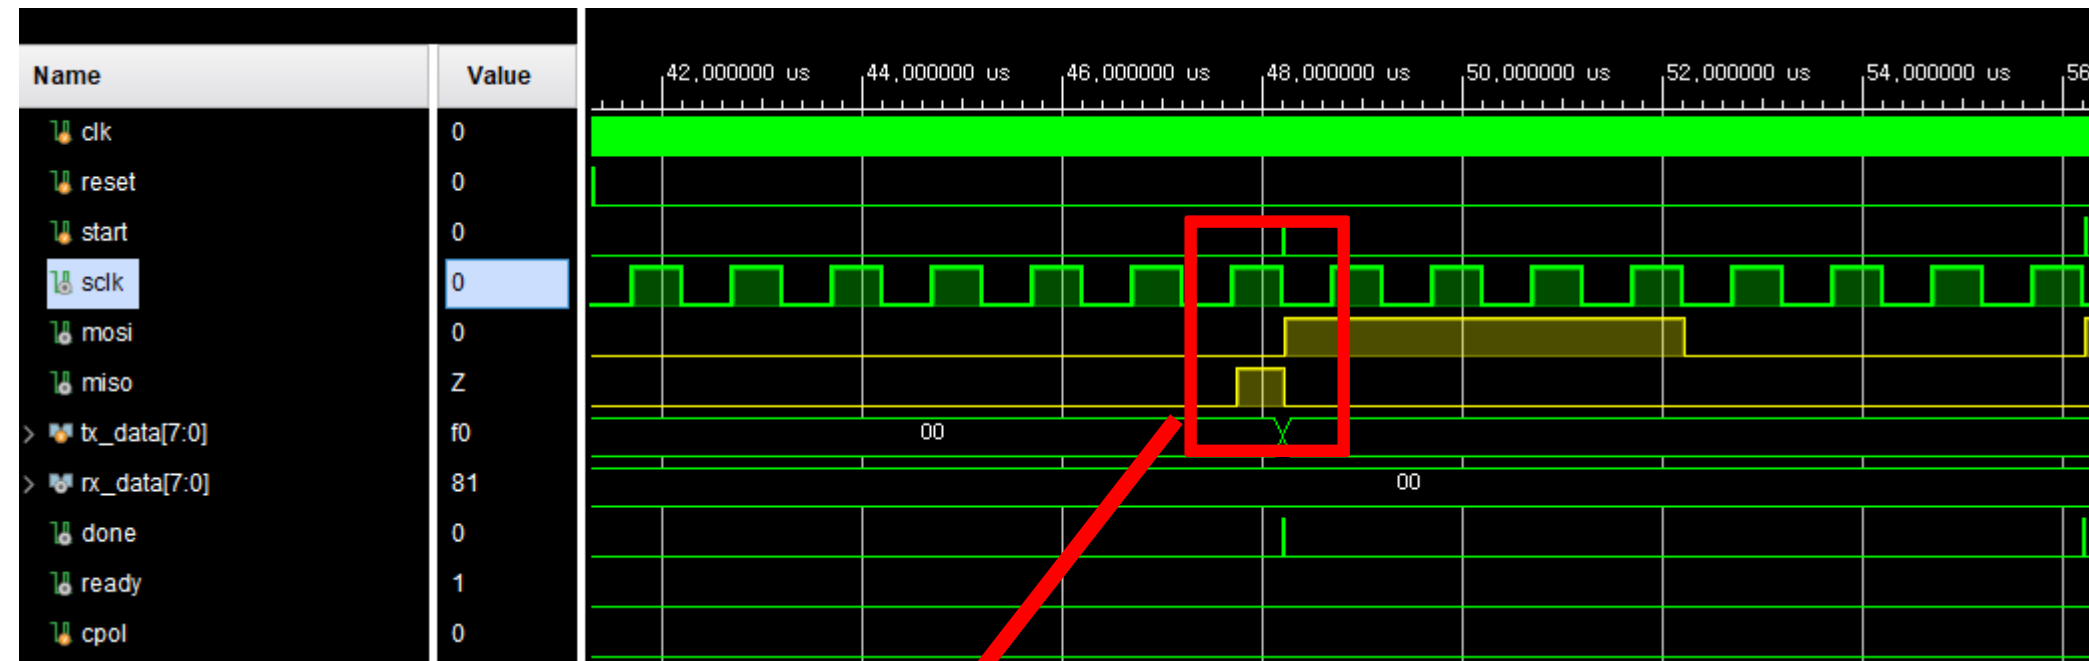 Name Value 42,000000 us 44,000000 us 46,000000 us 48,000000 us 50,000000 us 52,000000 us 54,000000 us 56
clk 0
reset 0
start 0
sclk 0
mosi 0
miso Z
tx_data[7:0] f0 00
rx_data[7:0] 81 00
done 0
ready 1
cpol 0